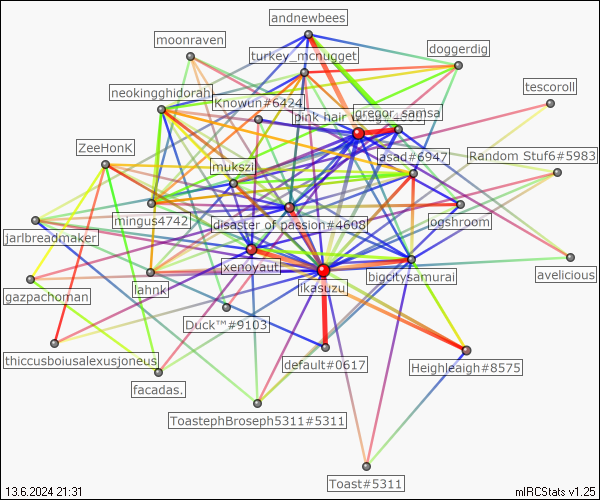 andnewbees
moonraven
doggerdig
turkey_mcnugget
tescoroll
neokingghidorah
Knowun#6424
pink hair
gregor_samsa
ZeeHonK
mukszil
asad#6947
Random Stuf6#5983
mingus4742
disaster of passion#4608
ogshroom
jarlbreadmaker
xenoyaut
biocitysamurai
avelicious
gazpachoman
lahnk
ikasuzu
Duck™#9103
thiccusboiusalexusjoneus
default#0617
Heighleaigh#8575
facadas.
ToastephBroseph5311#5311
Toast#5311
13.6.2024 21:31
mIRCStats v1.25